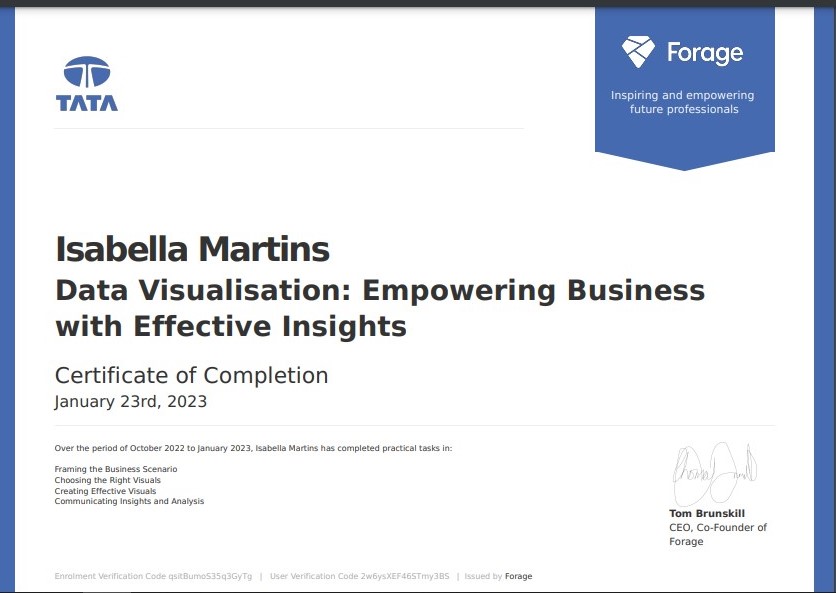 TATA
Forage
Inspiring and empowering
future professionals
Isabella Martins
Data Visualisation: Empowering Business
with Effective Insights
Certificate of Completion
January 23rd, 2023
Over the period of October 2022 to January 2023, Isabella Martins has completed practical tasks in:
Framing the Business Scenario
Choosing the Right Visuals
Creating Effective Visuals
Communicating Insights and Analysis
Tom Brunskill
CEO, Co-Founder of
Forage
Enrolment Verification Code qsitBumoS35q3GyTg | User Verification Code 2w6ysXEF46STmy3BS | Issued by Forage